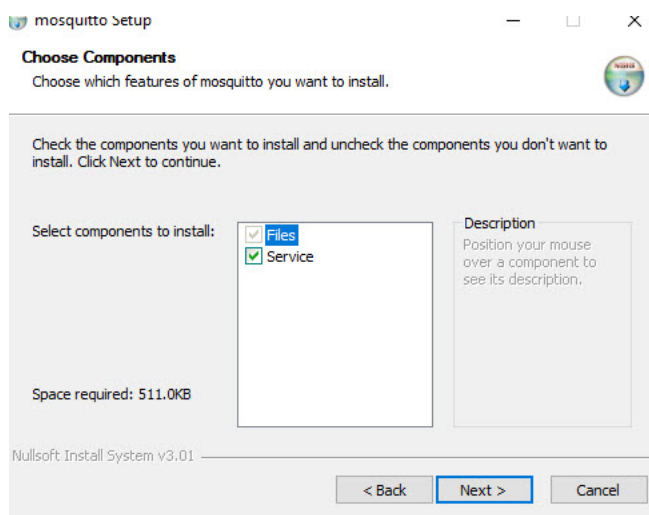 mosquitto Setup
Choose Components
Choose which features of mosquitto you want to install.
Check the components you want to install and uncheck the components you don't want to
install. Click Next to continue.
Select components to install:
Files
Service
Description
Position your mouse
over a component to
see its description.
Space required: 511.0KB
Nullsoft Install System v3.01
< Back
Next >
Cancel